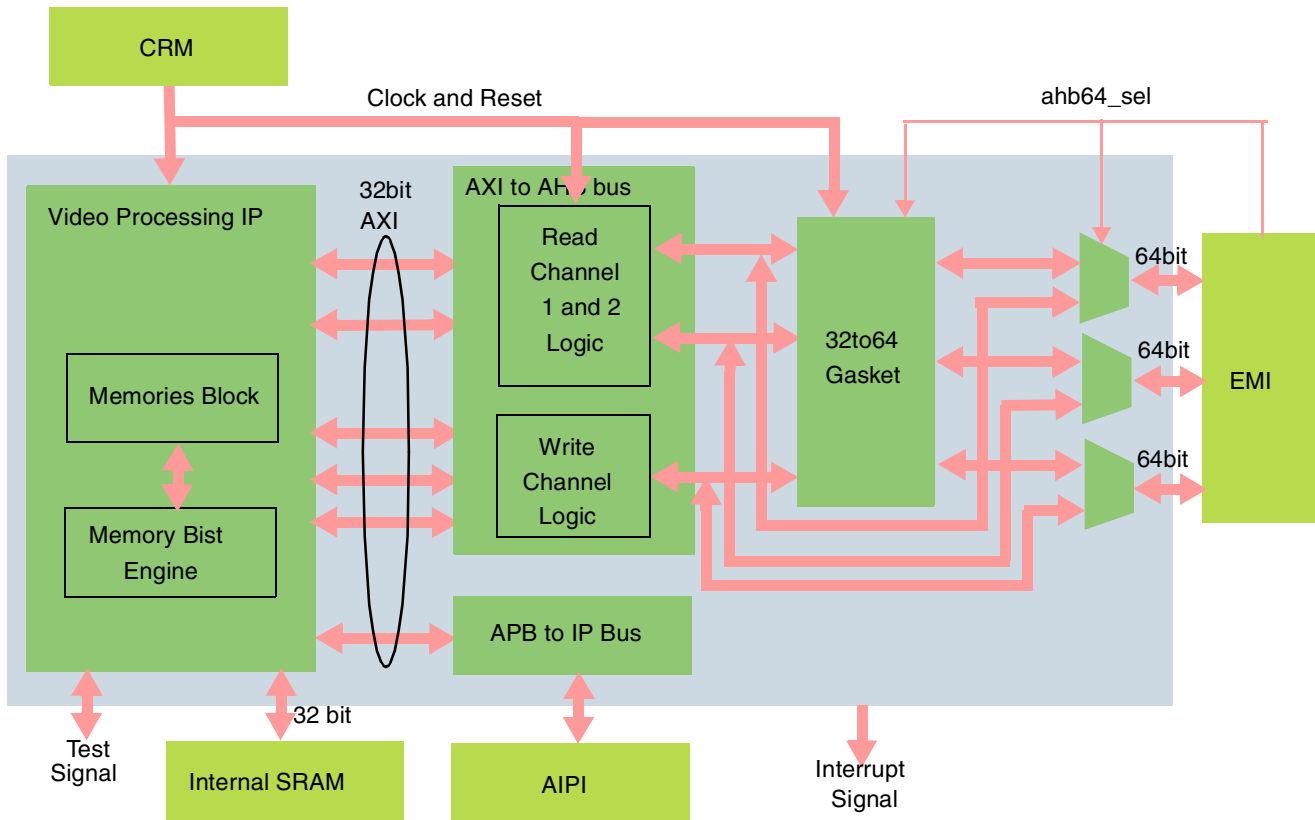 CRM
Clock and Reset
ahb64_sel
Video Processing IP
32bit
AXI
AXI to AHB bus
Read
Channel
1 and 2
Logic
32to64
Gasket
64bit
64bit
64bit
EMI
Memories Block
Memory Bist
Engine
Write
Channel
Logic
APB to IP Bus
Test
Signal
32 bit
Internal SRAM
AIPI
Interrupt
Signal